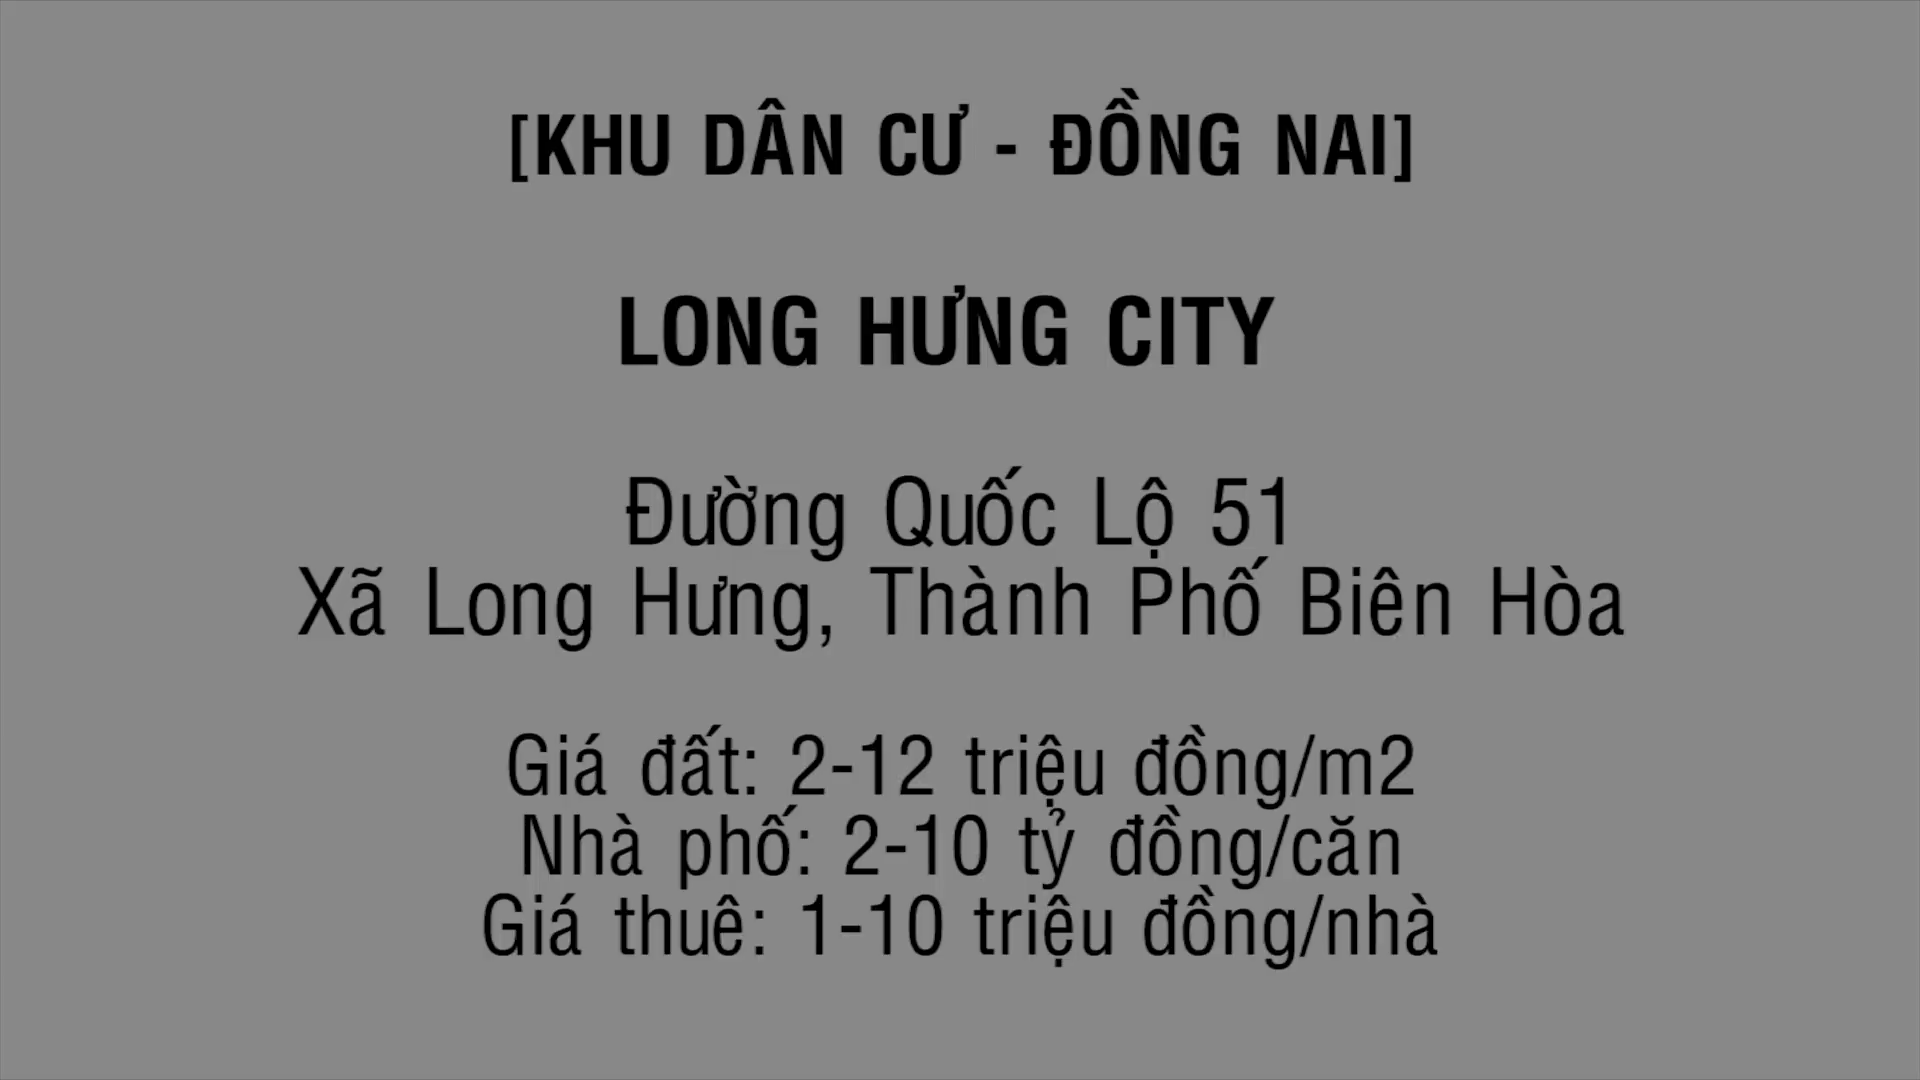 [KHU DÂN CƯ - ĐỒNG NAI]
LONG HƯNG CITY
Đường Quốc Lộ 51
Xã Long Hưng, Thành Phố Biên Hòa
Giá đất: 2-12 triệu đồng/m2
Nhà phố: 2-10 tỷ đồng/căn
Giá thuê: 1-10 triệu đồng/nhà